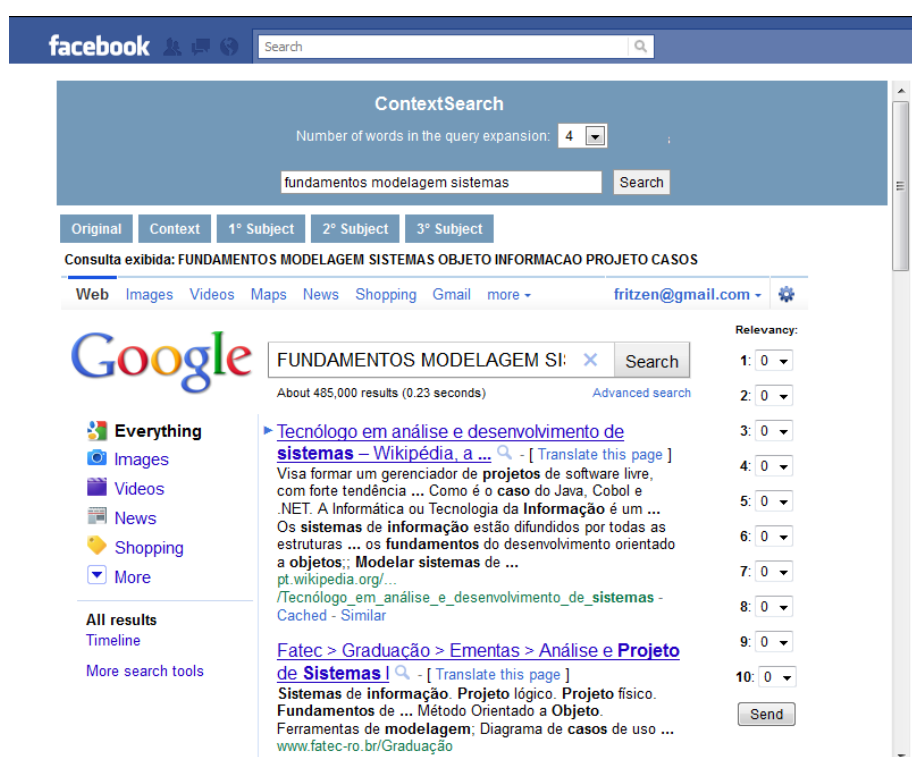 facebook Search
ContextSearch
Number of words in the query expansion: 4
fundamentos modelagem sistemas Search
Original Context 1° Subject 2° Subject 3° Subject
Consulta exibida: FUNDAMENTOS MODELAGEM SISTEMAS OBJETO INFORMACAO PROJETO CASOS
Web Images Videos Maps News Shopping Gmail more fritzen@gmail.com
Relevancy:
Google FUNDAMENTOS MODELAGEM SI Search
About 485,000 results (0.23 seconds) Advanced search
Everything
Images
Videos
News
Shopping
More
All results
Timeline
More search tools
Tecnólogo em análise e desenvolvimento de
sistemas – Wikipédia, a ... - [ Translate this page ]
Visa formar um gerenciador de projetos de software livre,
com forte tendência ... Como é o caso do Java, Cobol e
.NET. A Informática ou Tecnologia da Informação é um ...
Os sistemas de informação estão difundidos por todas as
estruturas ... os fundamentos do desenvolvimento orientado
a objetos;; Modelar sistemas de ...
pt.wikipedia.org/...
/Tecnólogo_em_análise_e_desenvolvimento_de_sistemas -
Cached - Similar
Fatec > Graduação > Ementas > Análise e Projeto
de Sistemas I - [ Translate this page ]
Sistemas de informação. Projeto lógico. Projeto físico.
Fundamentos de ... Método Orientado a Objeto.
Ferramentas de modelagem; Diagrama de casos de uso ...
www.fatec-ro.br/Graduação
1: 0
2: 0
3: 0
4: 0
5: 0
6: 0
7: 0
8: 0
9: 0
10: 0
Send